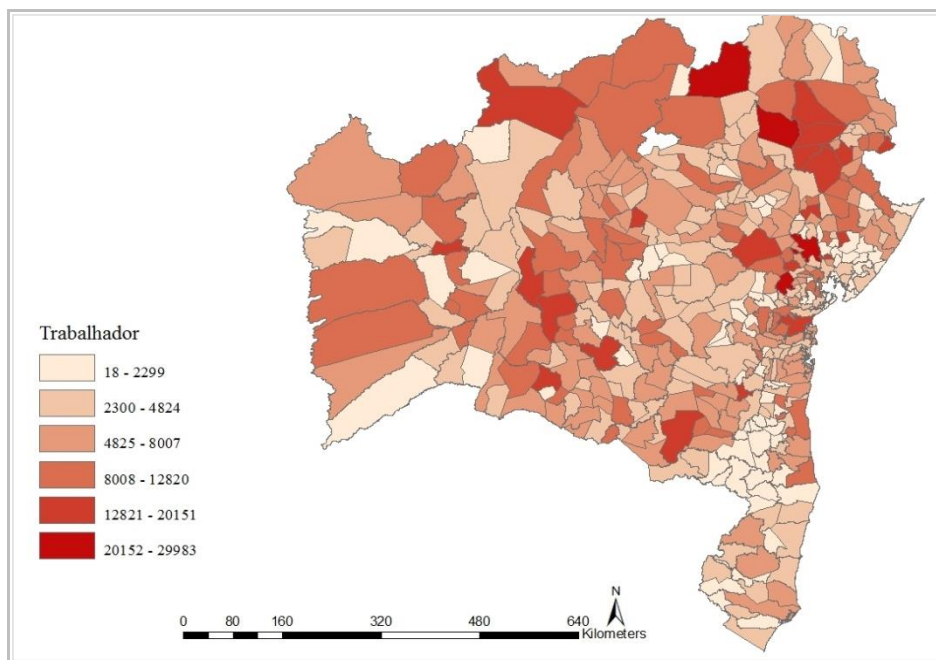 Trabalhador
18 - 2299
2300 - 4824
4825 - 8007
8008 - 12820
12821 - 20151
20152 - 29983
N
0 80 160 320 480 640
Kilometers